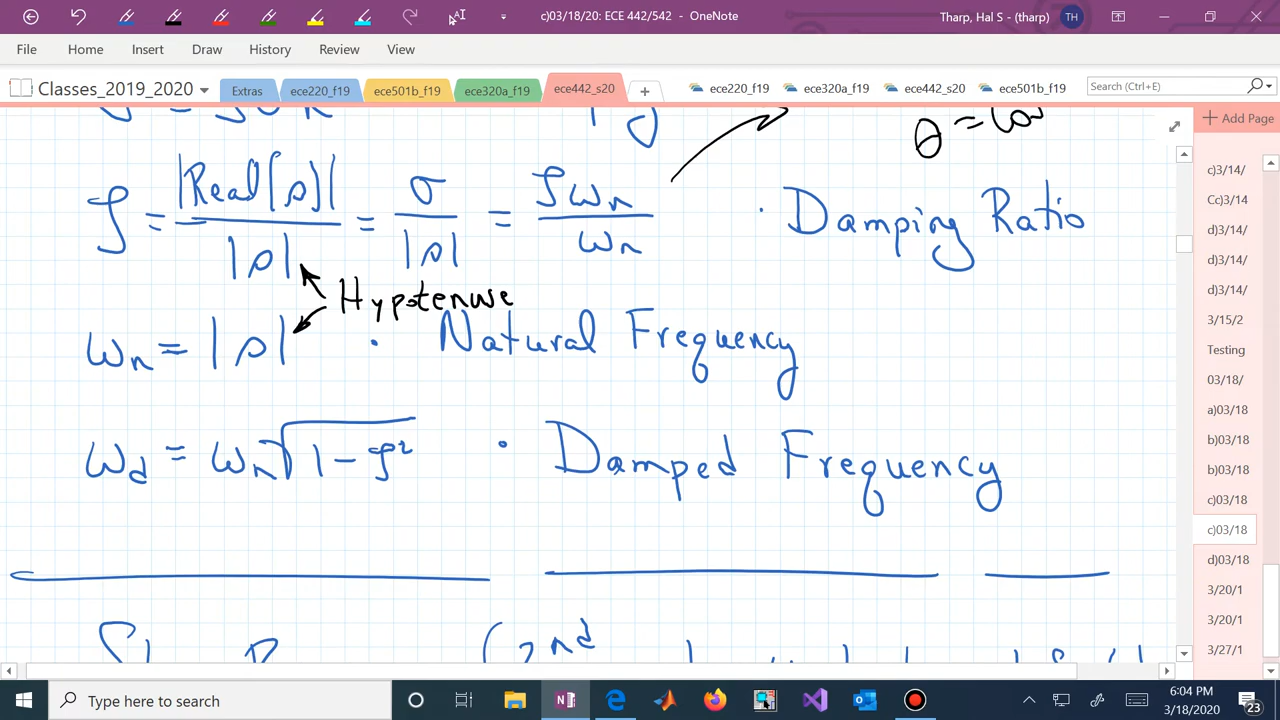 c)03/18/20: ECE 442/542 - OneNote
Tharp, Hal S - (tharp) TH
File Home Insert Draw History Review View
Classes_2019_2020 Extras ece220_f19 ece501b_f19 ece320a_f19 ece442_s20 + ece220_f19 ece320a_f19 ece442_s20 ece501b_f19 Search (Ctrl+E)
+ Add Page
θ = cos
ζ = |Real[s]| / |s| = σ / |s| = ζωn / ωn · Damping Ratio
Hypotenuse
ωn = |s| · Natural Frequency
ωd = ωn√1-ζ² · Damped Frequency
(2nd
c)3/14/
Cc)3/14
d)3/14/
d)3/14/
d)3/14/
3/15/2
Testing
03/18/
a)03/18
b)03/18
b)03/18
c)03/18
c)03/18
d)03/18
3/20/1
3/20/1
3/27/1
Type here to search
6:04 PM
3/18/2020
23